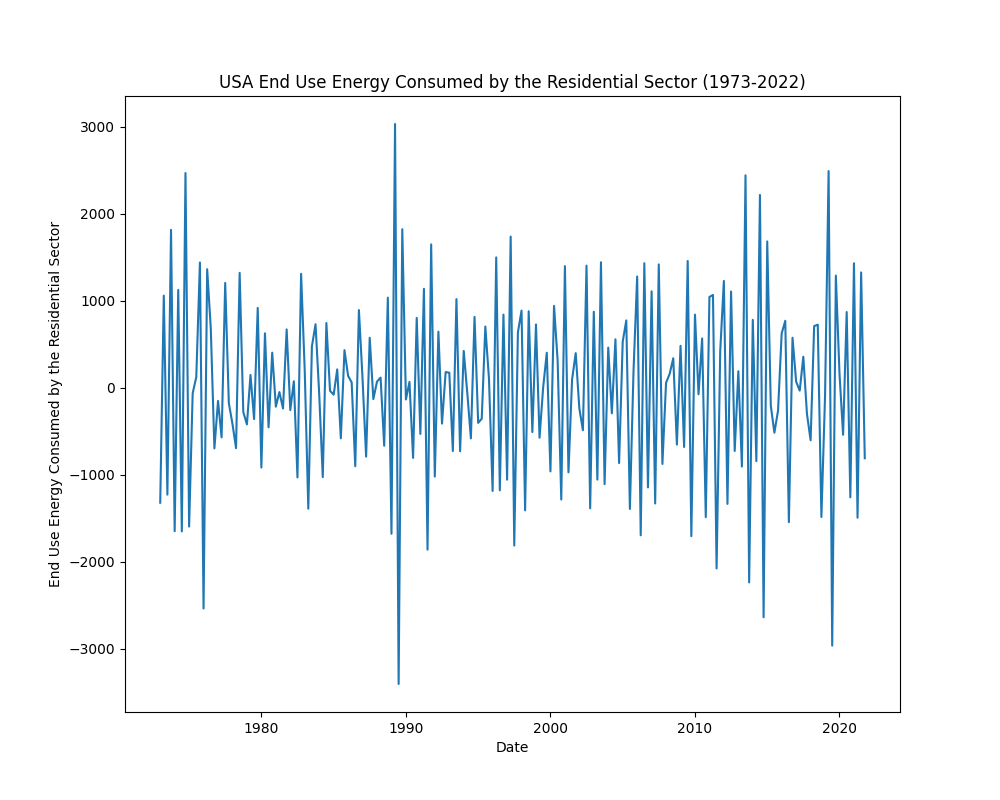 USA End Use Energy Consumed by the Residential Sector (1973-2022)
End Use Energy Consumed by the Residential Sector
3000
2000
1000
0
−1000
−2000
−3000
1980 1990 2000 2010 2020
Date